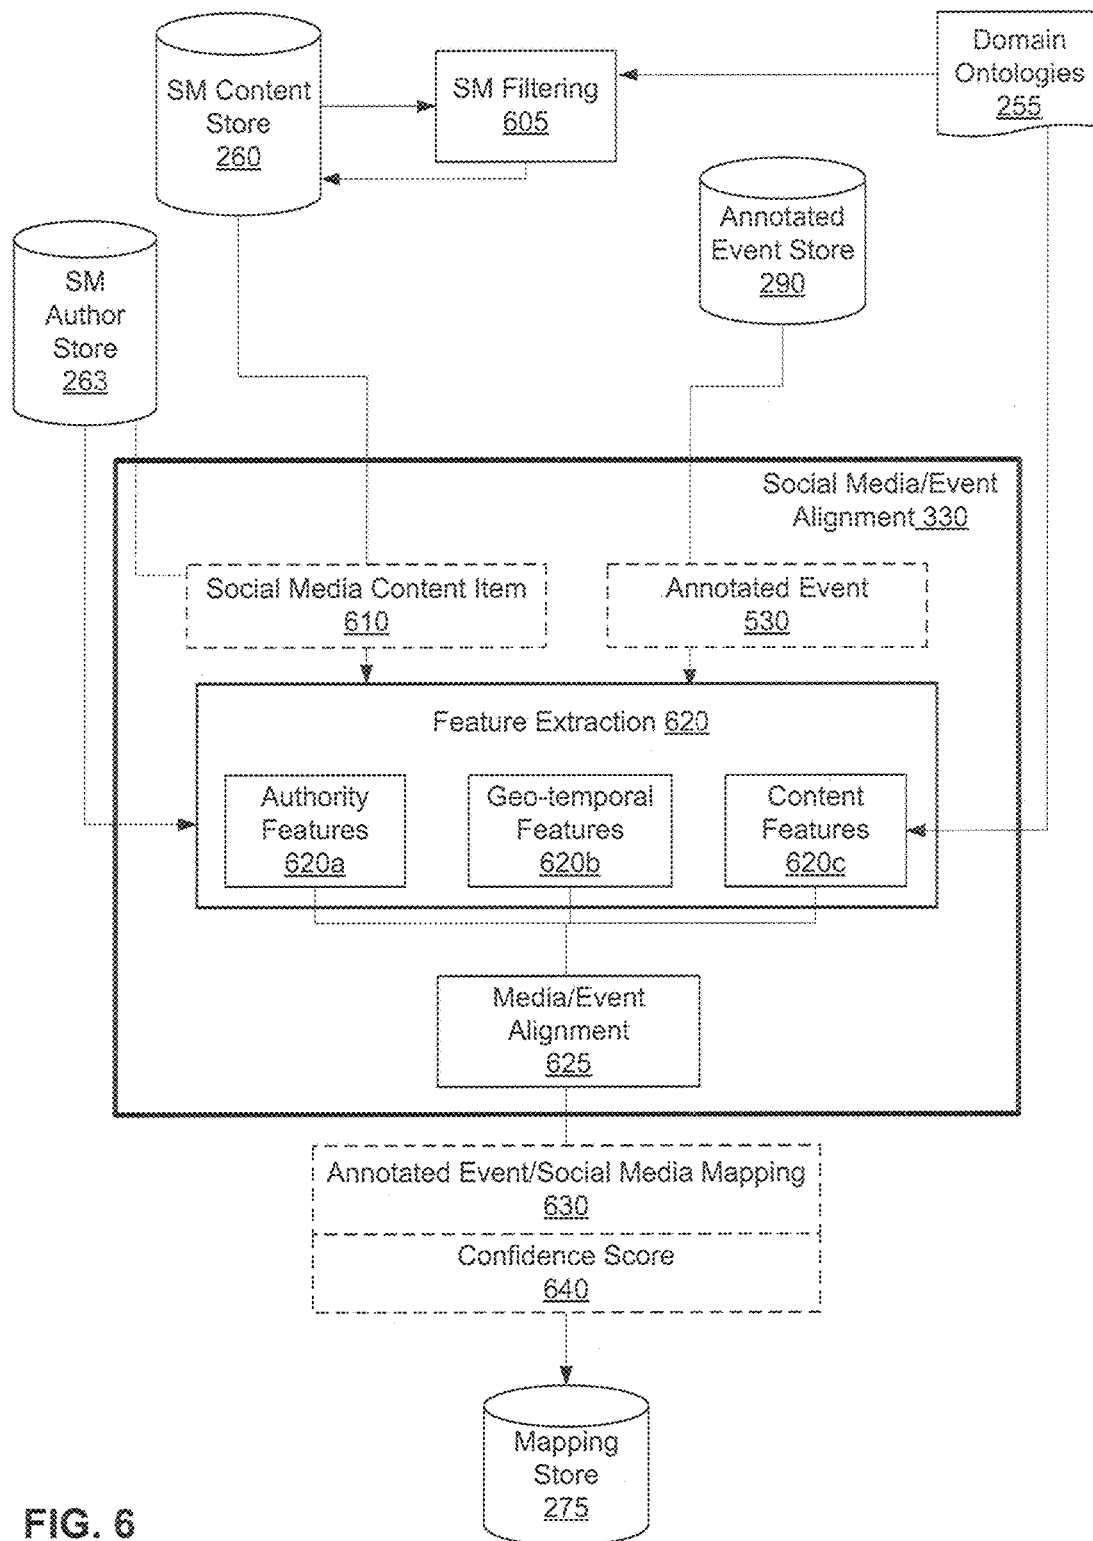 SM Content
Store
260
SM Filtering
605
Domain
Ontologies
255
Annotated
Event Store
290
SM
Author
Store
263
Social Media/Event
Alignment 330
Social Media Content Item
610
Annotated Event
530
Feature Extraction 620
Authority
Features
620a
Geo-temporal
Features
620b
Content
Features
620c
Media/Event
Alignment
625
Annotated Event/Social Media Mapping
630
Confidence Score
640
Mapping
Store
275
FIG. 6